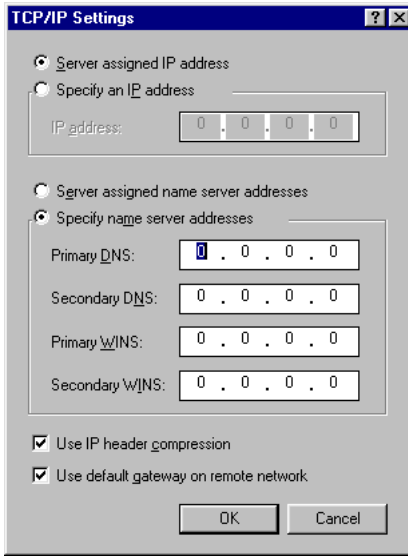 TCP/IP Settings
Server assigned IP address
Specify an IP address
IP address: 0 . 0 . 0 . 0
Server assigned name server addresses
Specify name server addresses
Primary DNS: 0 . 0 . 0 . 0
Secondary DNS: 0 . 0 . 0 . 0
Primary WINS: 0 . 0 . 0 . 0
Secondary WINS: 0 . 0 . 0 . 0
Use IP header compression
Use default gateway on remote network
OK Cancel